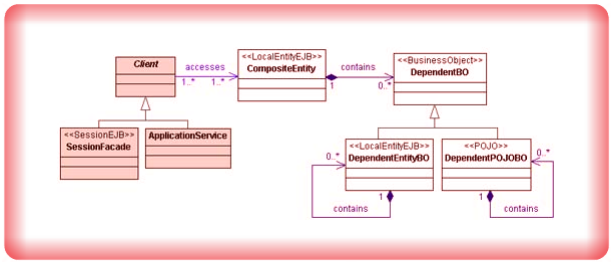 Client
accesses
1..*
1..*
<<LocalEntityEJB>>
CompositeEntity
contains
1
0..*
<<BusinessObject>>
DependentBO
<<SessionEJB>>
SessionFacade
ApplicationService
0..*
<<LocalEntityEJB>>
DependentEntityBO
1
contains
<<POJO>>
DependentPOJOBO
0..*
1
contains